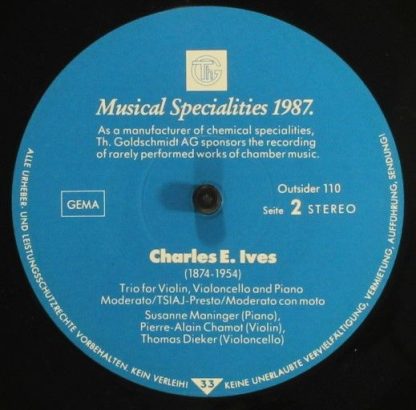 Th G
Musical Specialities 1987.
As a manufacturer of chemical specialities,
Th. Goldschmidt AG sponsors the recording
of rarely performed works of chamber music.
GEMA
Outsider 110
Seite 2 STEREO
Charles E. Ives
(1874-1954)
Trio for Violin, Violoncello and Piano
Moderato/TSIAJ-Presto/Moderato con moto
Susanne Maninger (Piano),
Pierre-Alain Chamot (Violin),
Thomas Dieker (Violoncello)
ALLE URHEBER- UND LEISTUNGSSCHUTZRECHTE VORBEHALTEN. KEIN VERLEIH! 33 KEINE UNERLAUBTE VERVIELFÄLTIGUNG, VERMIETUNG, AUFFÜHRUNG, SENDUNG!